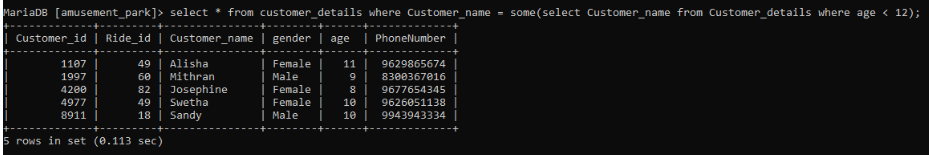 MariaDB [amusement_park]> select * from customer_details where Customer_name = some(select Customer_name from Customer_details where age < 12);
+-------------+---------+---------------+--------+------+-------------+
| Customer_id | Ride_id | Customer_name | gender | age | PhoneNumber |
+-------------+---------+---------------+--------+------+-------------+
| 1107 | 49 | Alisha | Female | 11 | 9629865674 |
| 1997 | 60 | Mithran | Male | 9 | 8300367016 |
| 4200 | 82 | Josephine | Female | 8 | 9677654345 |
| 4977 | 49 | Swetha | Female | 10 | 9626051138 |
| 8911 | 18 | Sandy | Male | 10 | 9943943334 |
+-------------+---------+---------------+--------+------+-------------+
5 rows in set (0.113 sec)